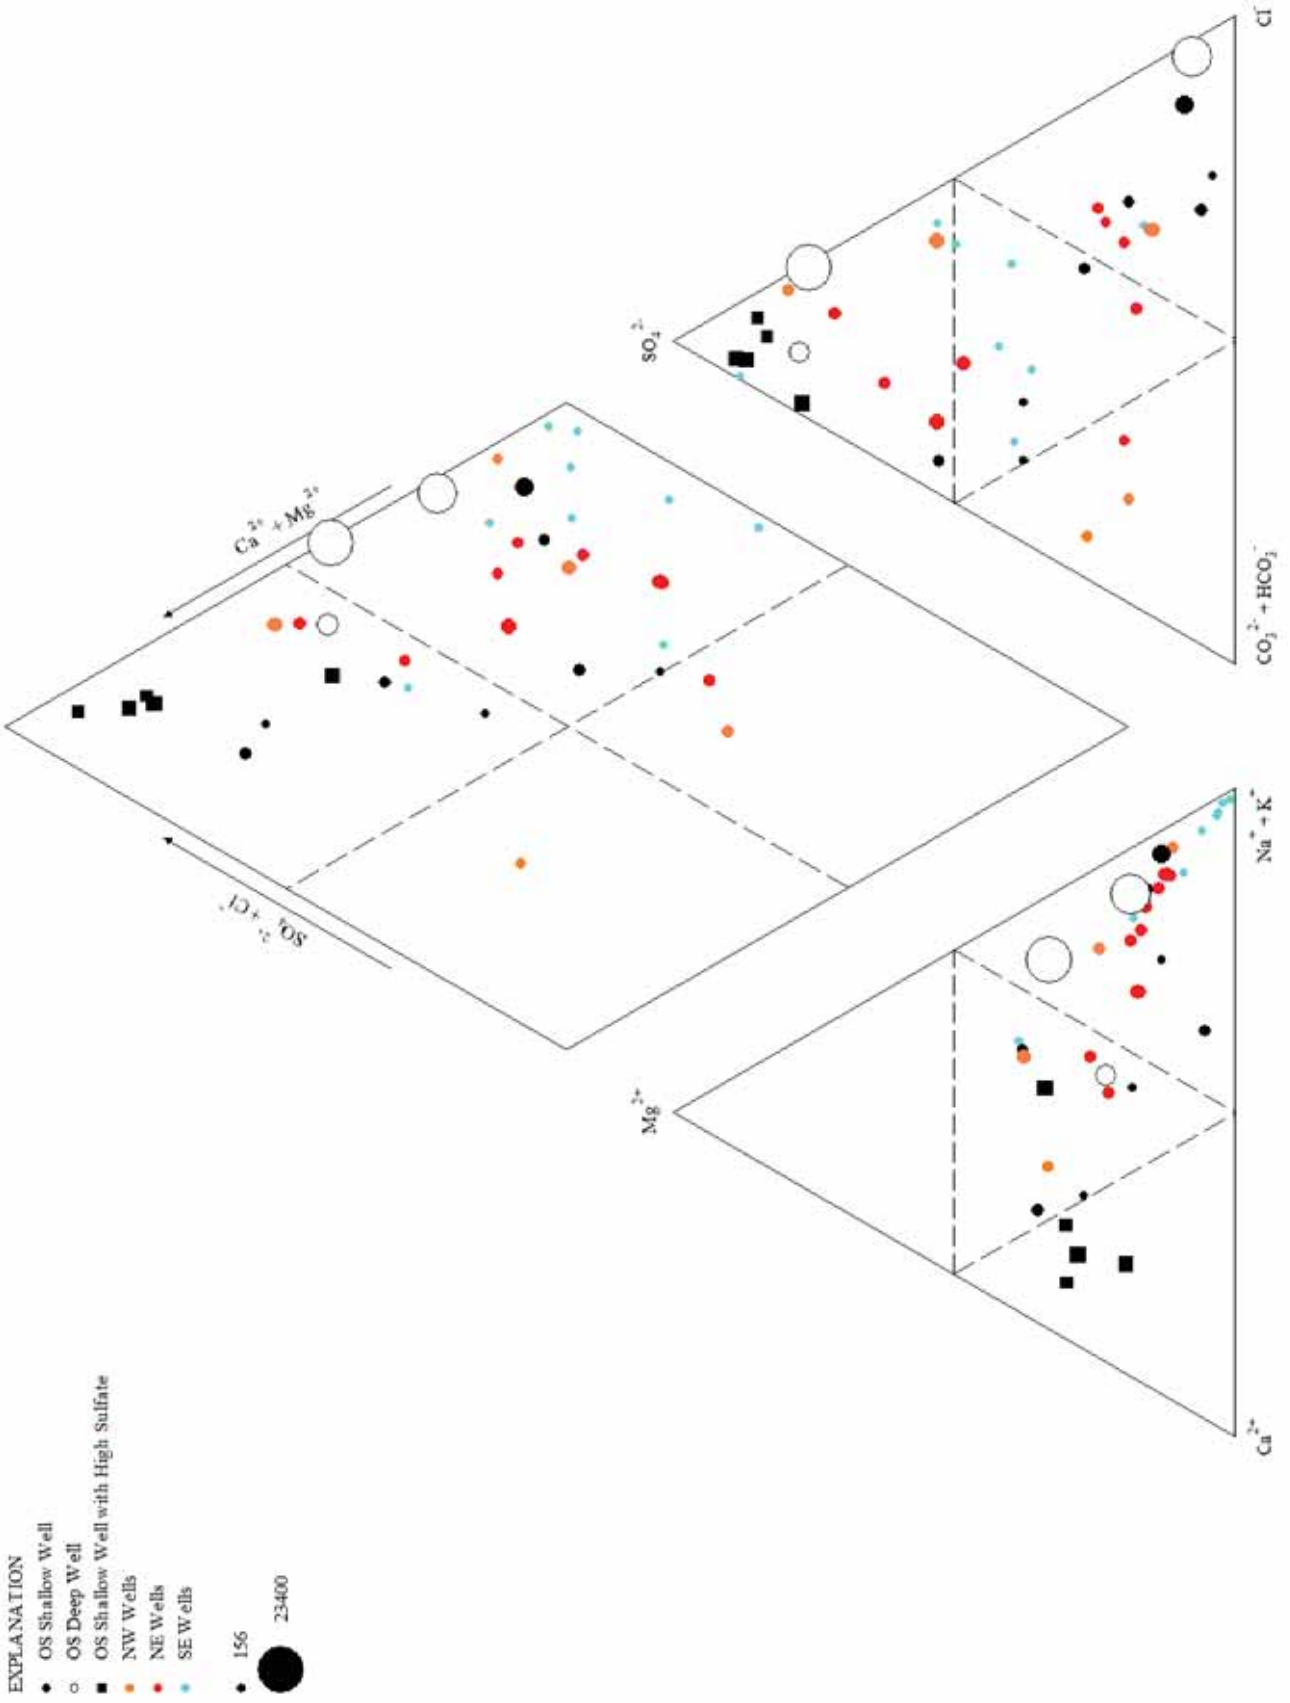 EXPLANATION
OS Shallow Well
OS Deep Well
OS Shallow Well with High Sulfate
NW Wells
NE Wells
SE Wells
156
23400
SO₄²⁻ + Cl⁻
Ca²⁺ + Mg²⁺
Mg²⁺
SO₄²⁻
Ca²⁺
Na⁺ + K⁺
CO₃²⁻ + HCO₃⁻
Cl⁻